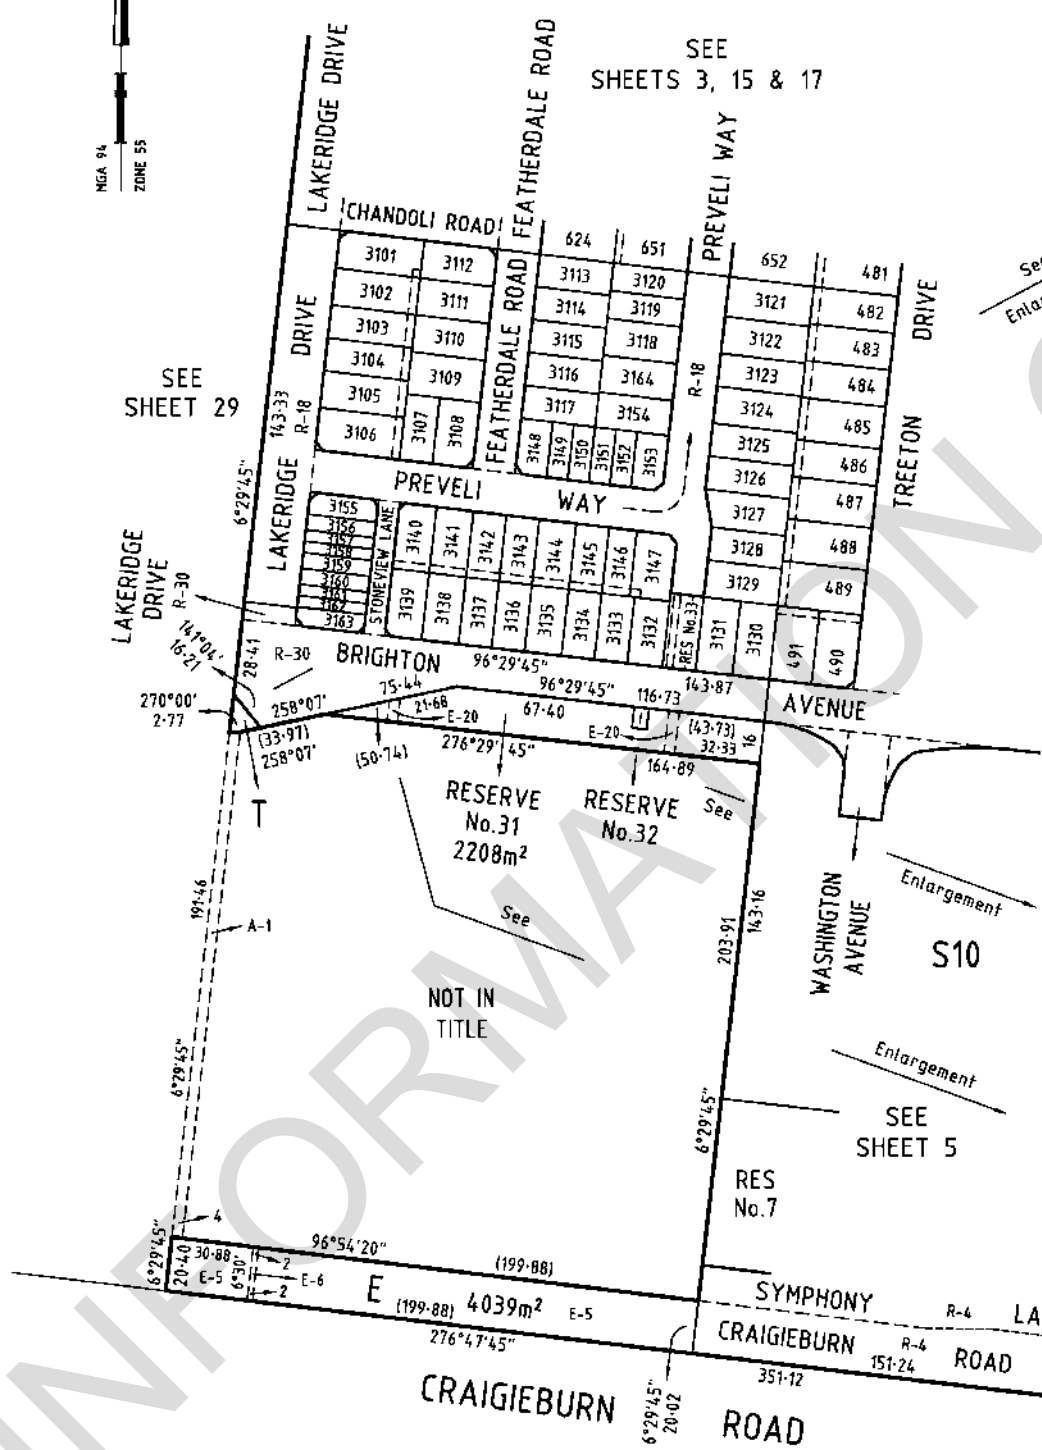 MGA 94
ZONE 55
SEE
SHEETS 3, 15 & 17
LAKERIDGE DRIVE
FEATHERDALE ROAD
PREVELI WAY
CHANDOLI ROAD
624
651
652
481
482
483
484
485
486
487
488
489
490
491
3101
3102
3103
3104
3105
3106
3107
3108
3109
3110
3111
3112
3113
3114
3115
3116
3117
3120
3119
3118
3164
3154
3148
3149
3150
3151
3152
3153
3121
3122
3123
3124
3125
3126
3127
3128
3129
FEATHERDALE ROAD
R-18
TREETON
DRIVE
See
SEE
SHEET 29
LAKERIDGE
DRIVE
143·33
R-18
6°29'45"
PREVELI
WAY
3155
3156
3157
3158
3159
3160
3161
3162
3163
STONEVIEW LANE
3140
3141
3142
3143
3144
3145
3146
3147
3139
3138
3137
3136
3135
3134
3133
3132
RES No.33
3131
3130
LAKERIDGE
DRIVE
R-30
141°04'
16·21
28·41
R-30
BRIGHTON
AVENUE
96°29'45"
143·87
270°00'
2·77
258°07'
(33·97)
258°07'
75·44
21·68
E-20
96°29'45"
67·40
116·73
E-20
(43·73)
32·33
16
(50·74)
276°29'45"
164·89
T
RESERVE
No.31
2208m²
RESERVE
No.32
See
See
1
WASHINGTON
AVENUE
Enlargement
S10
191·46
A-1
6°29'45"
NOT IN
TITLE
203·91
143·16
6°29'45"
Enlargement
SEE
SHEET 5
RES
No.7
4
6°29'45"
20·40
30·88
E-5
6°30'
2
E-6
2
96°54'20"
(199·88)
E
(199·88)
4039m²
E-5
276°47'45"
SYMPHONY
R-4
LA
CRAIGIEBURN
R-4
ROAD
151·24
351·12
6°29'45"
20·02
CRAIGIEBURN
ROAD
INFORMATION